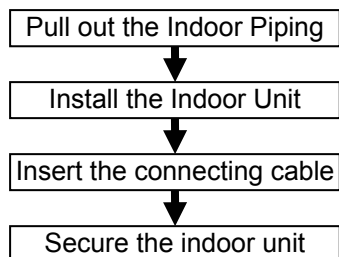 Pull out the Indoor Piping
Install the Indoor Unit
Insert the connecting cable
Secure the indoor unit